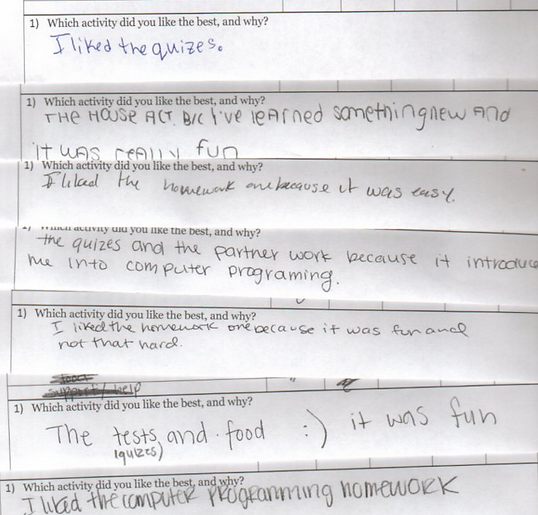 1) Which activity did you like the best, and why?
I liked the quizes.
1) Which activity did you like the best, and why?
THE HOUSE ACT. B/C I've leArned something new AnD
it wAs reAlly fun
1) Which activity did you like the best, and why?
I liked the homework one because it was easy.
1) Which activity did you like the best, and why?
the quizes and the partner work because it introduce
me into computer programing.
1) Which activity did you like the best, and why?
I liked the homework one because it was fun and
not that hard.
support/help
1) Which activity did you like the best, and why?
The tests and food :) it was fun
(quizes)
1) Which activity did you like the best, and why?
I liked the computer programming homework